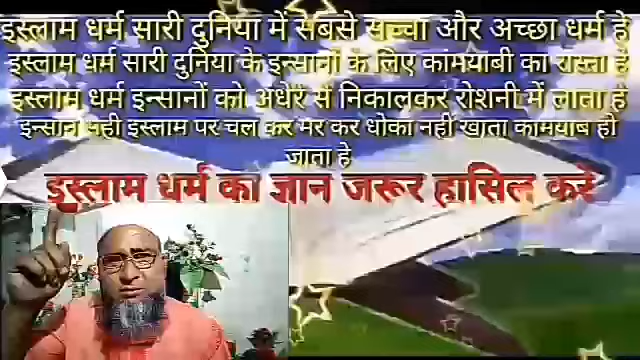 इस्लाम धर्म सारी दुनिया में सबसे सच्चा और अच्छा धर्म हे
इस्लाम धर्म सारी दुनिया के इन्सानों के लिए कामयाबी का रास्ता हे
इस्लाम धर्म इन्सानों को अंधेरे से निकालकर रोशनी में लाता हे
इन्सान सही इस्लाम पर चल कर मर कर धोका नहीं खाता कामयाब हो
जाता हे
इस्लाम धर्म का ज्ञान जरूर हासिल करें